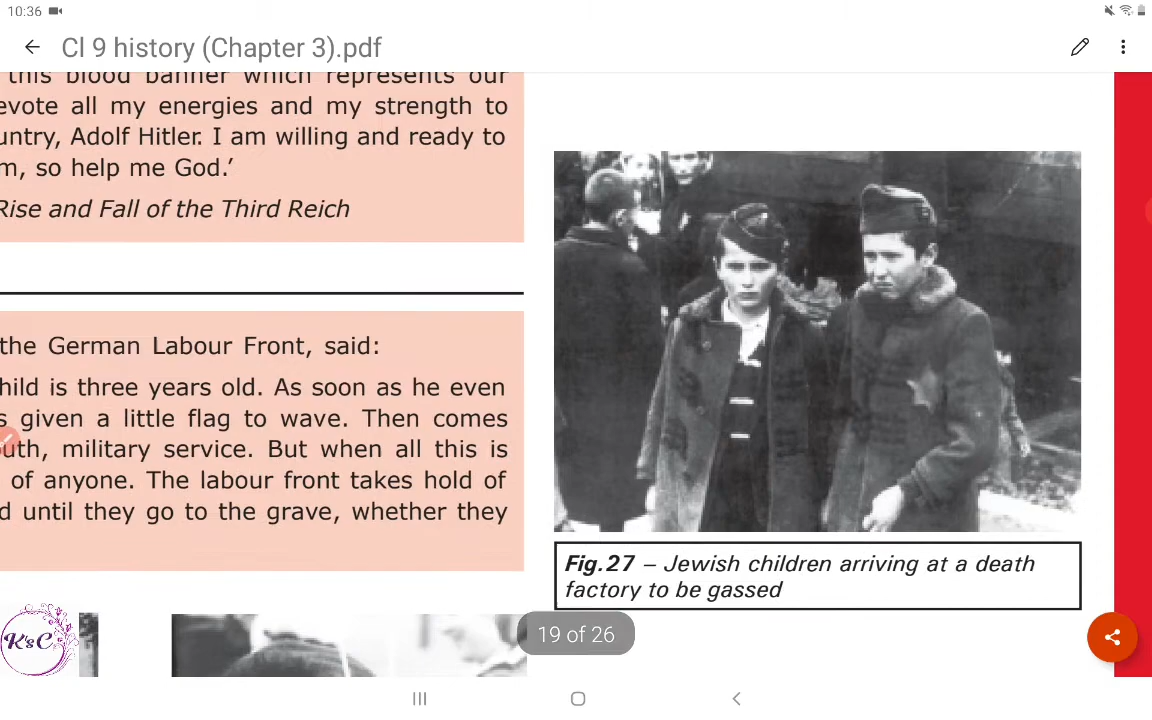 10:36
Cl 9 history (Chapter 3).pdf
this blood banner which represents our
evote all my energies and my strength to
untry, Adolf Hitler. I am willing and ready to
m, so help me God.’
Rise and Fall of the Third Reich
the German Labour Front, said:
hild is three years old. As soon as he even
s given a little flag to wave. Then comes
outh, military service. But when all this is
of anyone. The labour front takes hold of
d until they go to the grave, whether they
Fig.27 – Jewish children arriving at a death
factory to be gassed
K's C
19 of 26